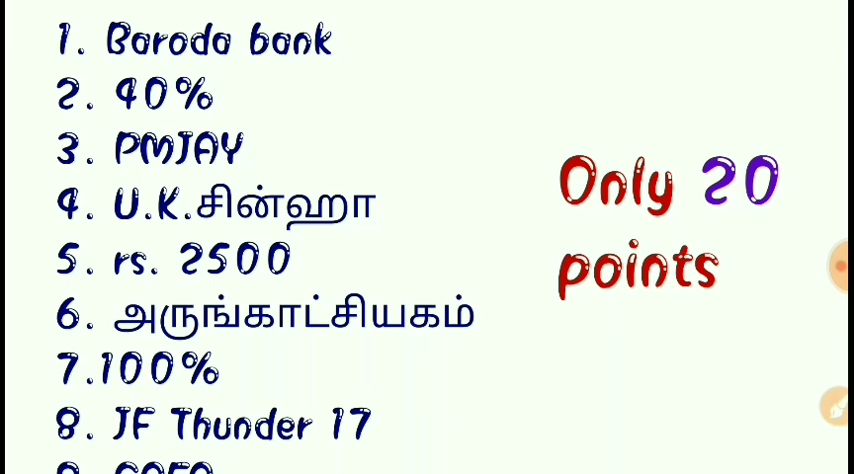 1. Baroda bank
2. 40%
3. PMJAY
4. U.K.சின்ஹா
5. rs. 2500
6. அருங்காட்சியகம்
7.100%
8. JF Thunder 17
Only 20
points